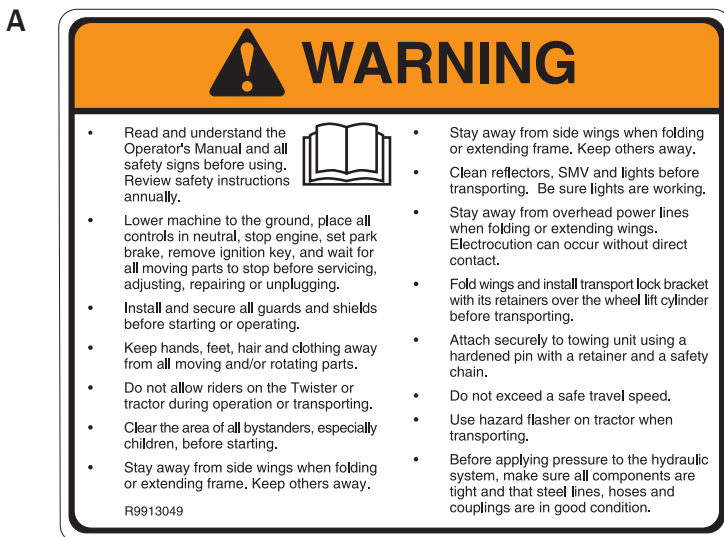 A
WARNING
• Read and understand the
Operator's Manual and all
safety signs before using.
Review safety instructions
annually.
• Lower machine to the ground, place all
controls in neutral, stop engine, set park
brake, remove ignition key, and wait for
all moving parts to stop before servicing,
adjusting, repairing or unplugging.
• Install and secure all guards and shields
before starting or operating.
• Keep hands, feet, hair and clothing away
from all moving and/or rotating parts.
• Do not allow riders on the Twister or
tractor during operation or transporting.
• Clear the area of all bystanders, especially
children, before starting.
• Stay away from side wings when folding
or extending frame. Keep others away.
R9913049
• Stay away from side wings when folding
or extending frame. Keep others away.
• Clean reflectors, SMV and lights before
transporting. Be sure lights are working.
• Stay away from overhead power lines
when folding or extending wings.
Electrocution can occur without direct
contact.
• Fold wings and install transport lock bracket
with its retainers over the wheel lift cylinder
before transporting.
• Attach securely to towing unit using a
hardened pin with a retainer and a safety
chain.
• Do not exceed a safe travel speed.
• Use hazard flasher on tractor when
transporting.
• Before applying pressure to the hydraulic
system, make sure all components are
tight and that steel lines, hoses and
couplings are in good condition.